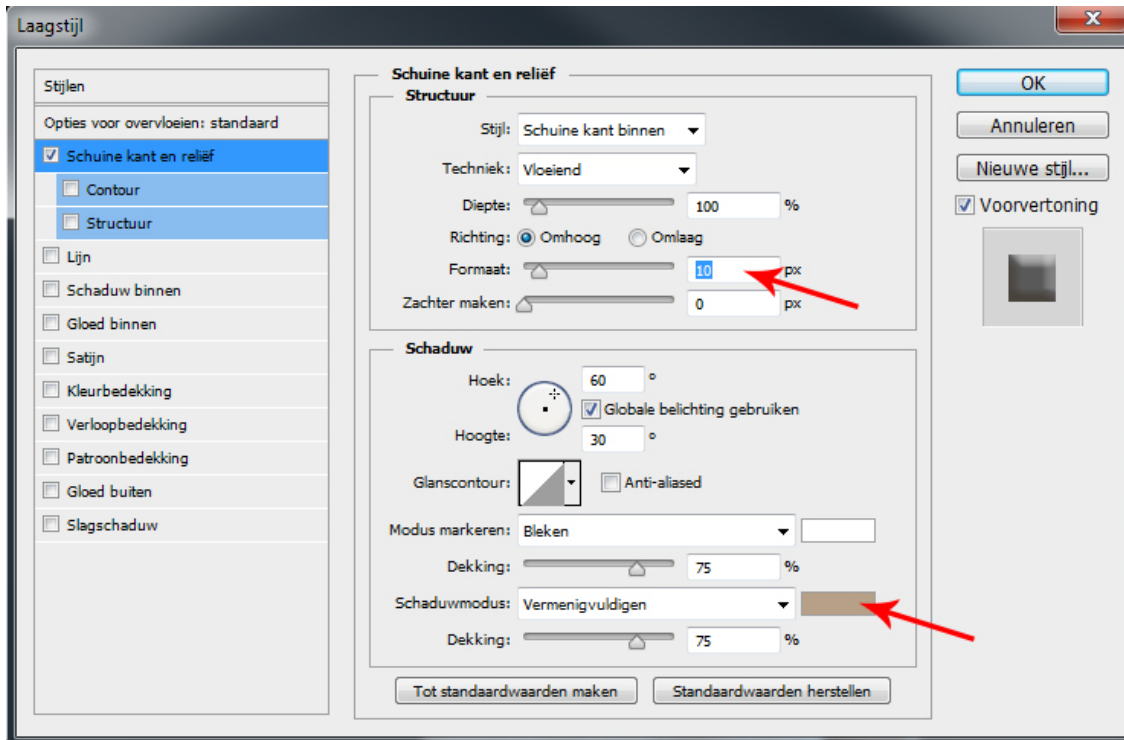 Laagstijl
Stijlen
Opties voor overvloeien: standaard
Schuine kant en reliëf
Contour
Structuur
Lijn
Schaduw binnen
Gloed binnen
Satijn
Kleurbedekking
Verloopbedekking
Patroonbedekking
Gloed buiten
Slagschaduw
Schuine kant en reliëf
Structuur
Stijl: Schuine kant binnen
Techniek: Vloeiend
Diepte: 100 %
Richting: Omhoog Omlaag
Formaat: 10 px
Zachter maken: 0 px
Schaduw
Hoek: 60 °
Globale belichting gebruiken
Hoogte: 30 °
Glanscontour: Anti-aliased
Modus markeren: Bleken
Dekking: 75 %
Schaduwmodus: Vermenigvuldigen
Dekking: 75 %
Tot standaardwaarden maken Standaardwaarden herstellen
OK
Annuleren
Nieuwe stijl...
Voorvertoning